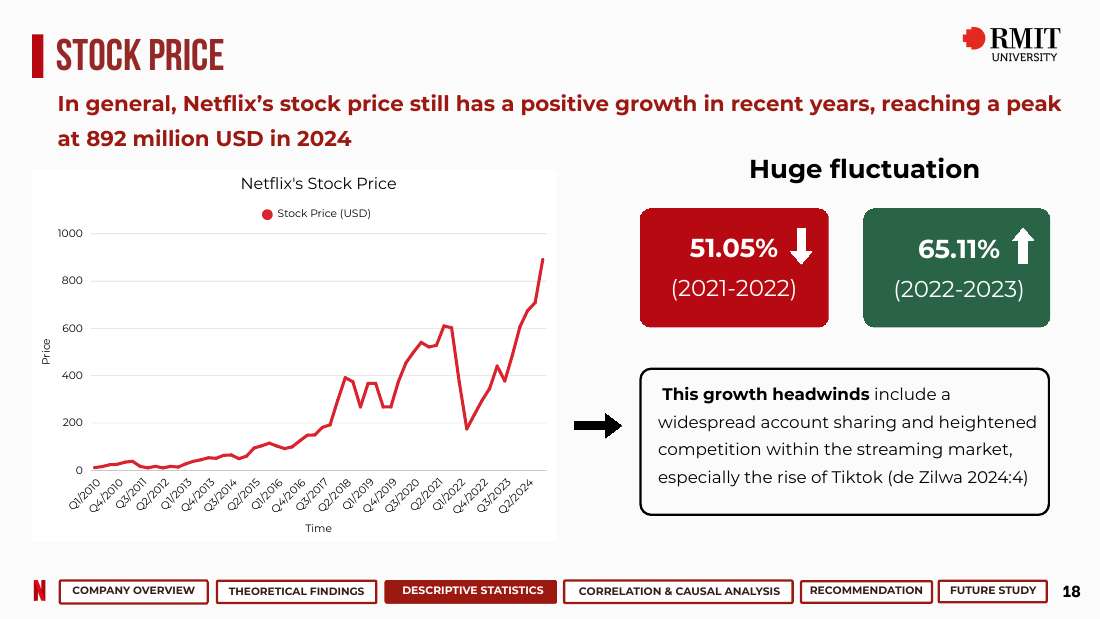 STOCK PRICE
RMIT
UNIVERSITY
In general, Netflix's stock price still has a positive growth in recent years, reaching a peak
at 892 million USD in 2024
Netflix's Stock Price
Stock Price (USD)
1000
800
600
400
200
0
Price
Q1/2010
Q4/2010
Q3/2011
Q2/2012
Q1/2013
Q4/2013
Q3/2014
Q2/2015
Q1/2016
Q4/2016
Q3/2017
Q2/2018
Q1/2019
Q4/2019
Q3/2020
Q2/2021
Q1/2022
Q4/2022
Q3/2023
Q2/2024
Time
Huge fluctuation
51.05%
(2021-2022)
65.11%
(2022-2023)
This growth headwinds include a
widespread account sharing and heightened
competition within the streaming market,
especially the rise of Tiktok (de Zilwa 2024:4)
N
COMPANY OVERVIEW
THEORETICAL FINDINGS
DESCRIPTIVE STATISTICS
CORRELATION & CAUSAL ANALYSIS
RECOMMENDATION
FUTURE STUDY
18